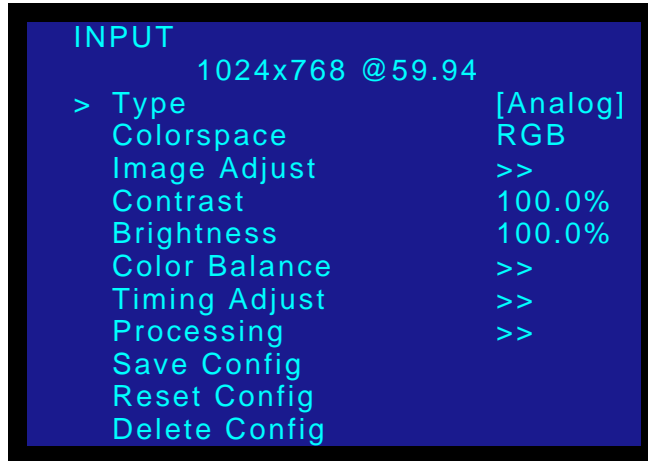 INPUT
1024x768 @59.94
> Type [Analog]
Colorspace RGB
Image Adjust >>
Contrast 100.0%
Brightness 100.0%
Color Balance >>
Timing Adjust >>
Processing >>
Save Config
Reset Config
Delete Config